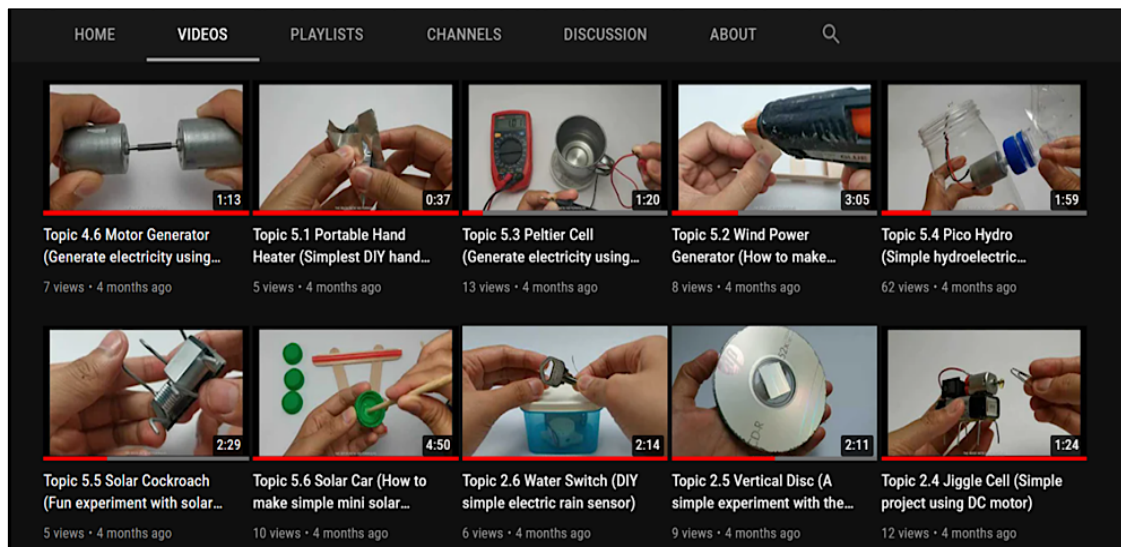 HOME VIDEOS PLAYLISTS CHANNELS DISCUSSION ABOUT
1:13
0:37
1:20
3:05
1:59
Topic 4.6 Motor Generator
(Generate electricity using...
7 views • 4 months ago
Topic 5.1 Portable Hand
Heater (Simplest DIY hand...
5 views • 4 months ago
Topic 5.3 Peltier Cell
(Generate electricity using...
13 views • 4 months ago
Topic 5.2 Wind Power
Generator (How to make...
8 views • 4 months ago
Topic 5.4 Pico Hydro
(Simple hydroelectric...
62 views • 4 months ago
2:29
4:50
2:14
2:11
1:24
Topic 5.5 Solar Cockroach
(Fun experiment with solar...
5 views • 4 months ago
Topic 5.6 Solar Car (How to
make simple mini solar...
10 views • 4 months ago
Topic 2.6 Water Switch (DIY
simple electric rain sensor)
6 views • 4 months ago
Topic 2.5 Vertical Disc (A
simple experiment with the...
9 views • 4 months ago
Topic 2.4 Jiggle Cell (Simple
project using DC motor)
12 views • 4 months ago